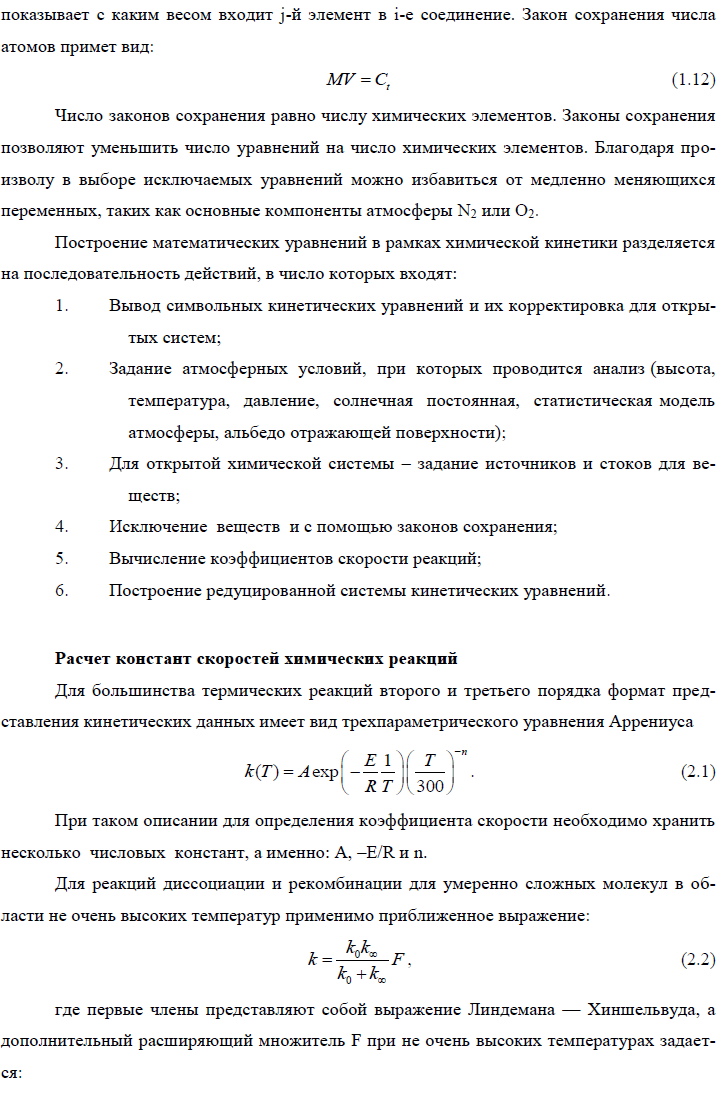 показывает с каким весом входит j-й элемент в i-е соединение. Закон сохранения числа
атомов примет вид:
MV = C_t (1.12)
Число законов сохранения равно числу химических элементов. Законы сохранения
позволяют уменьшить число уравнений на число химических элементов. Благодаря про-
изволу в выборе исключаемых уравнений можно избавиться от медленно меняющихся
переменных, таких как основные компоненты атмосферы N₂ или O₂.
Построение математических уравнений в рамках химической кинетики разделяется
на последовательность действий, в число которых входят:
1. Вывод символьных кинетических уравнений и их корректировка для откры-
тых систем;
2. Задание атмосферных условий, при которых проводится анализ (высота,
температура, давление, солнечная постоянная, статистическая модель
атмосферы, альбедо отражающей поверхности);
3. Для открытой химической системы – задание источников и стоков для ве-
ществ;
4. Исключение веществ и с помощью законов сохранения;
5. Вычисление коэффициентов скорости реакций;
6. Построение редуцированной системы кинетических уравнений.
Расчет констант скоростей химических реакций
Для большинства термических реакций второго и третьего порядка формат пред-
ставления кинетических данных имеет вид трехпараметрического уравнения Аррениуса
k(T) = A exp(−E/R 1/T)(T/300)^{−n}. (2.1)
При таком описании для определения коэффициента скорости необходимо хранить
несколько числовых констант, а именно: A, –E/R и n.
Для реакций диссоциации и рекомбинации для умеренно сложных молекул в об-
ласти не очень высоких температур применимо приближенное выражение:
k = k₀k_∞/(k₀ + k_∞) F, (2.2)
где первые члены представляют собой выражение Линдемана — Хиншельвуда, а
дополнительный расширяющий множитель F при не очень высоких температурах задает-
ся: